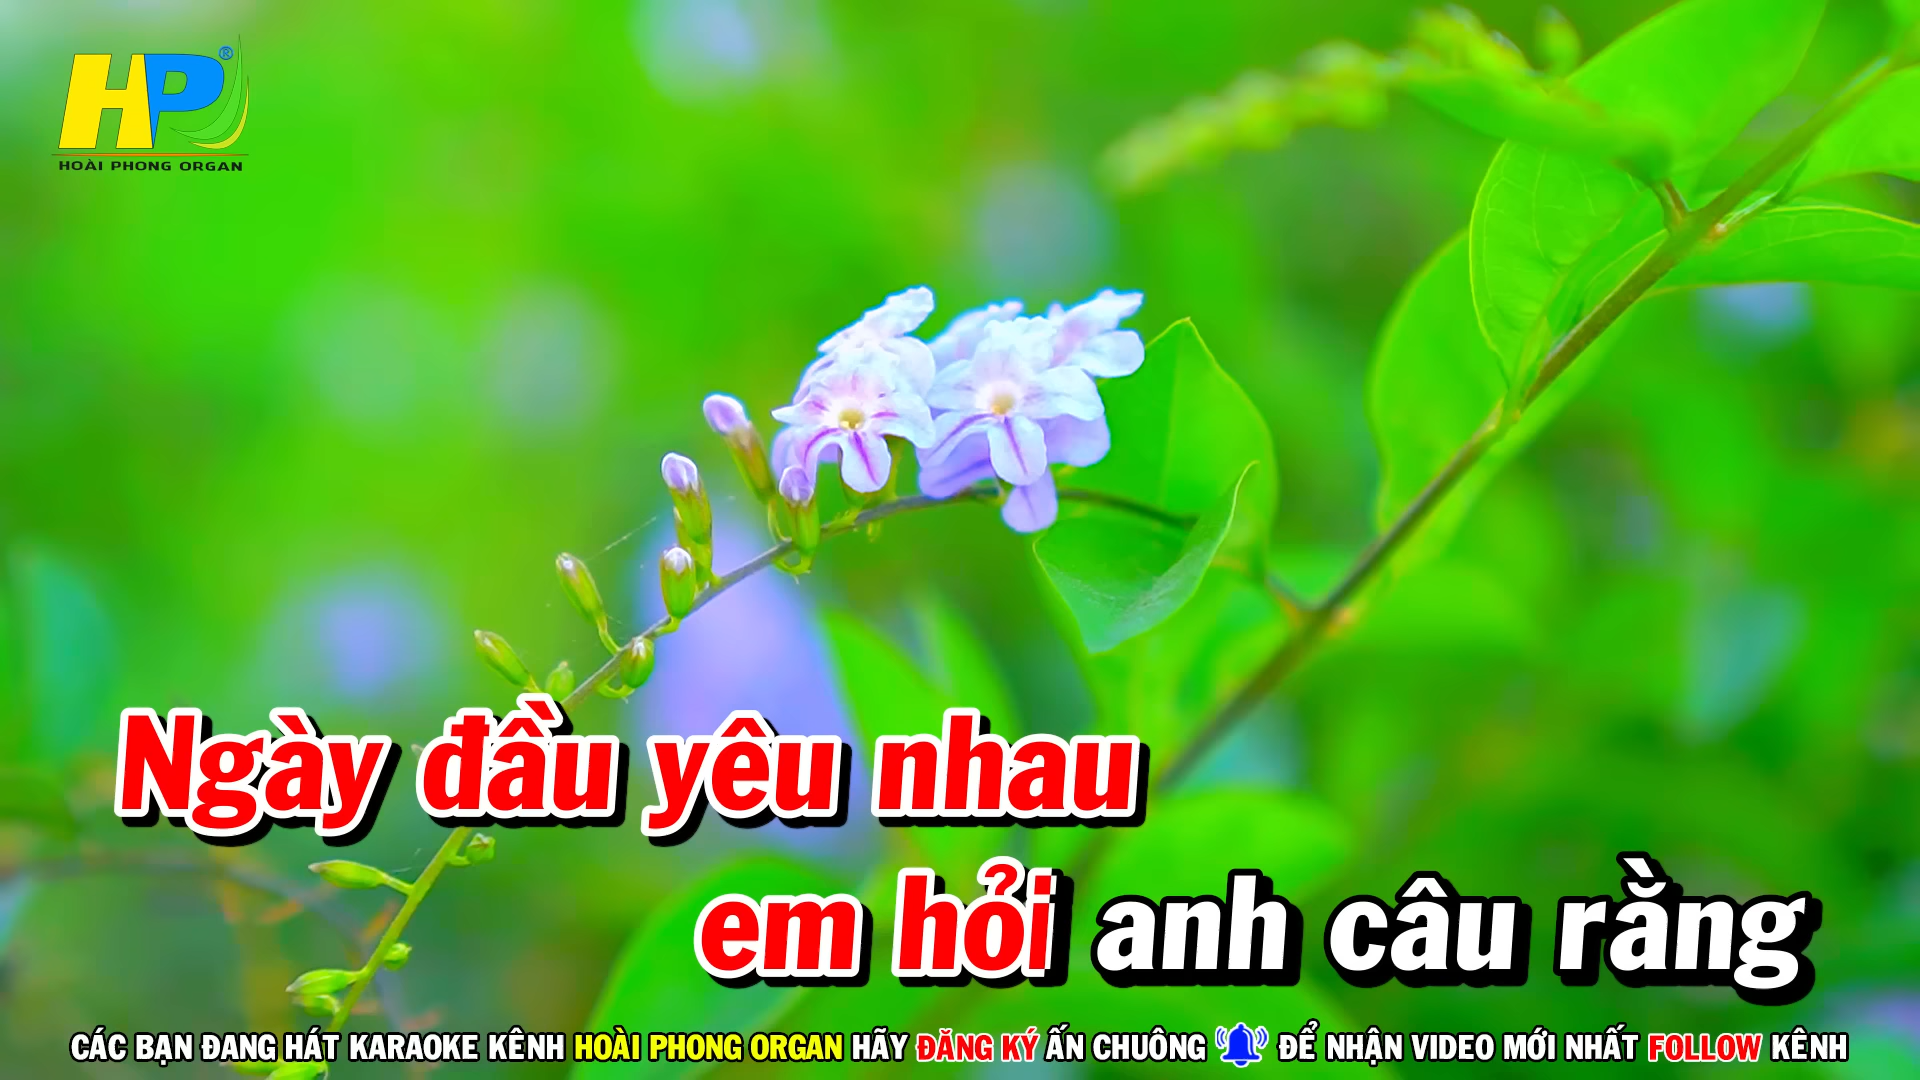 HP®
HOÀI PHONG ORGAN
Ngày đầu yêu nhau
em hỏi anh câu rằng
CÁC BẠN ĐANG HÁT KARAOKE KÊNH HOÀI PHONG ORGAN HÃY ĐĂNG KÝ ẤN CHUÔNG ĐỂ NHẬN VIDEO MỚI NHẤT FOLLOW KÊNH